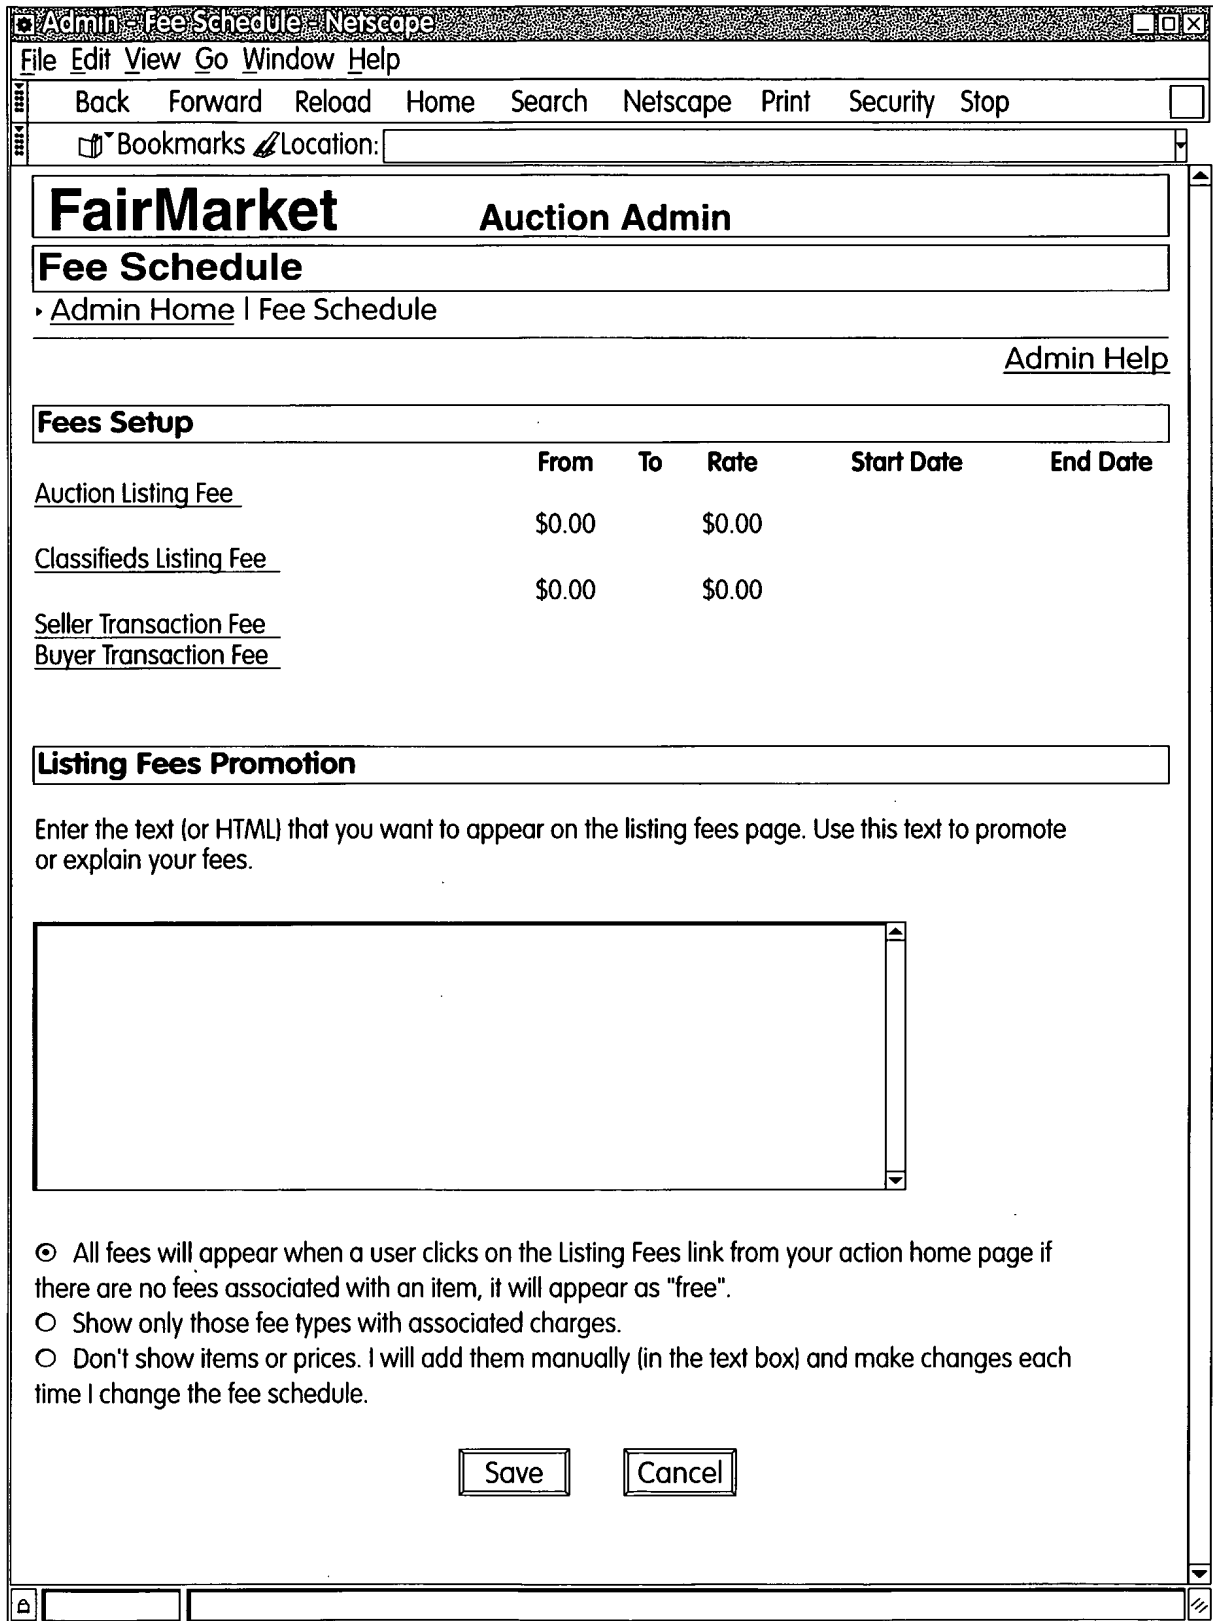 Admin - Fee Schedule - Netscape
File Edit View Go Window Help
Back Forward Reload Home Search Netscape Print Security Stop
Bookmarks Location:
FairMarket Auction Admin
Fee Schedule
Admin Home | Fee Schedule
Admin Help
Fees Setup
From To Rate Start Date End Date
Auction Listing Fee
$0.00 $0.00
Classifieds Listing Fee
$0.00 $0.00
Seller Transaction Fee
Buyer Transaction Fee
Listing Fees Promotion
Enter the text (or HTML) that you want to appear on the listing fees page. Use this text to promote
or explain your fees.
All fees will appear when a user clicks on the Listing Fees link from your action home page if
there are no fees associated with an item, it will appear as "free".
Show only those fee types with associated charges.
Don't show items or prices. I will add them manually (in the text box) and make changes each
time I change the fee schedule.
Save Cancel